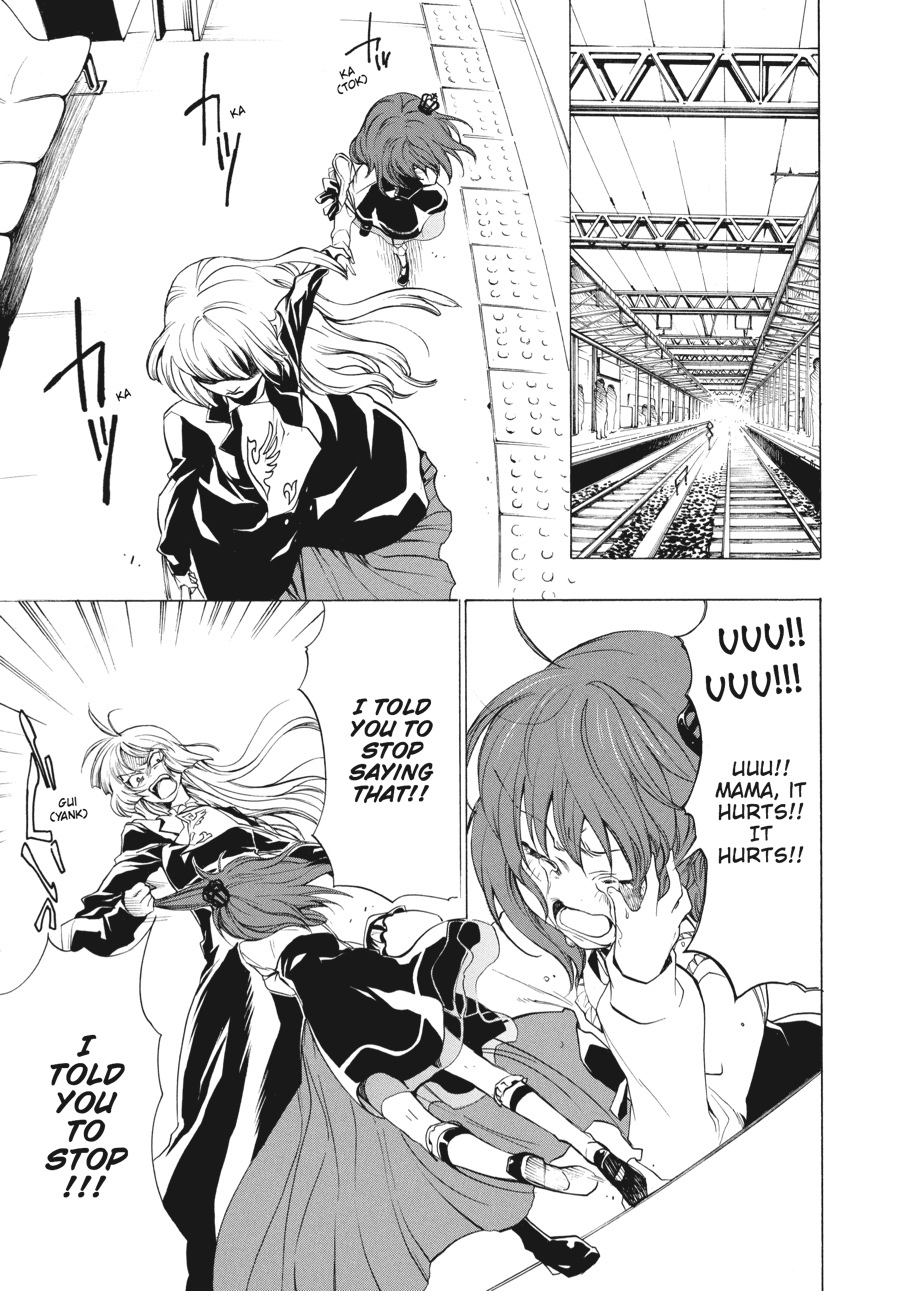 カッ
KA
(TOK)
カッ
KA
カッ
KA
UUU!!
UUU!!!
UUU!!
MAMA, IT
HURTS!!
IT
HURTS!!
I TOLD
YOU TO
STOP
SAYING
THAT!!
GUI
(YANK)
I
TOLD
YOU
TO
STOP
!!!